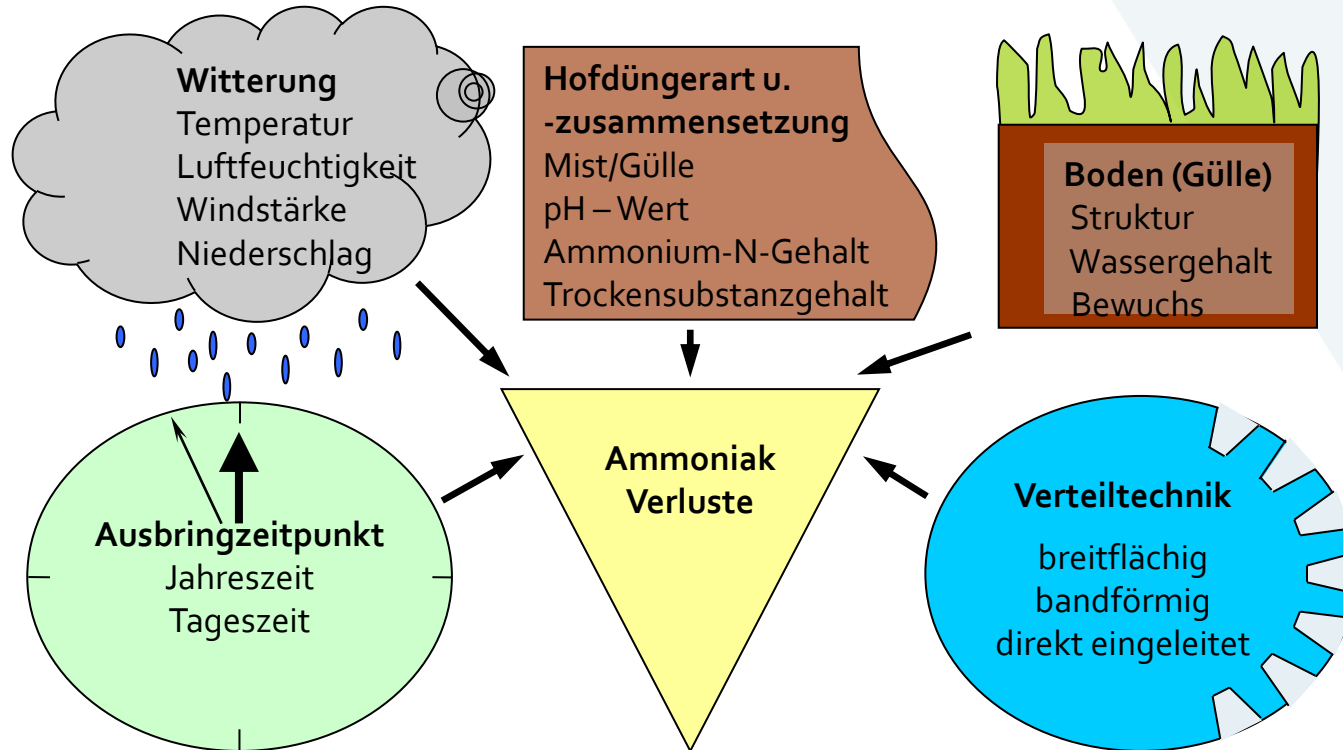 Witterung
Temperatur
Luftfeuchtigkeit
Windstärke
Niederschlag
Hofdüngerart u.
-zusammensetzung
Mist/Gülle
pH – Wert
Ammonium-N-Gehalt
Trockensubstanzgehalt
Boden (Gülle)
Struktur
Wassergehalt
Bewuchs
Ausbringzeitpunkt
Jahreszeit
Tageszeit
Ammoniak
Verluste
Verteiltechnik
breitflächig
bandförmig
direkt eingeleitet